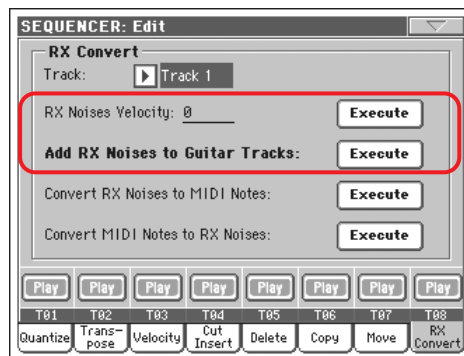 SEQUENCER: Edit
RX Convert
Track: Track 1
RX Noises Velocity: 0 Execute
Add RX Noises to Guitar Tracks: Execute
Convert RX Noises to MIDI Notes: Execute
Convert MIDI Notes to RX Noises: Execute
Play Play Play Play Play Play Play Play
T01 T02 T03 T04 T05 T06 T07 T08
Quantize Trans-pose Velocity Cut Insert Delete Copy Move RX Convert